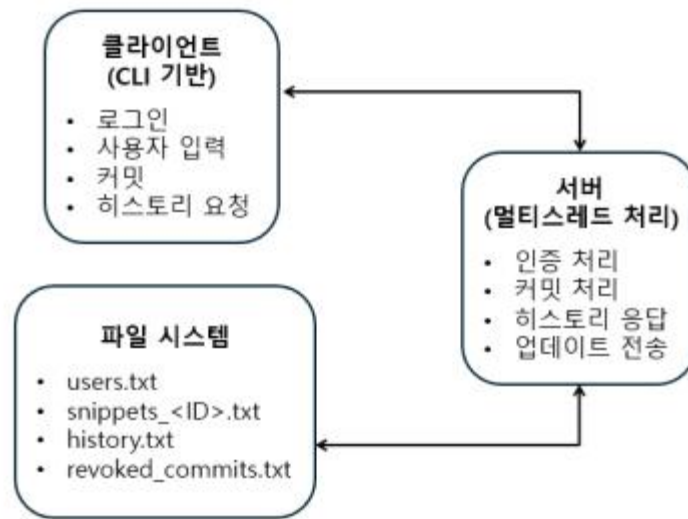 클라이언트
(CLI 기반)
• 로그인
• 사용자 입력
• 커밋
• 히스토리 요청
서버
(멀티스레드 처리)
• 인증 처리
• 커밋 처리
• 히스토리 응답
• 업데이트 전송
파일 시스템
• users.txt
• snippets_<ID>.txt
• history.txt
• revoked_commits.txt